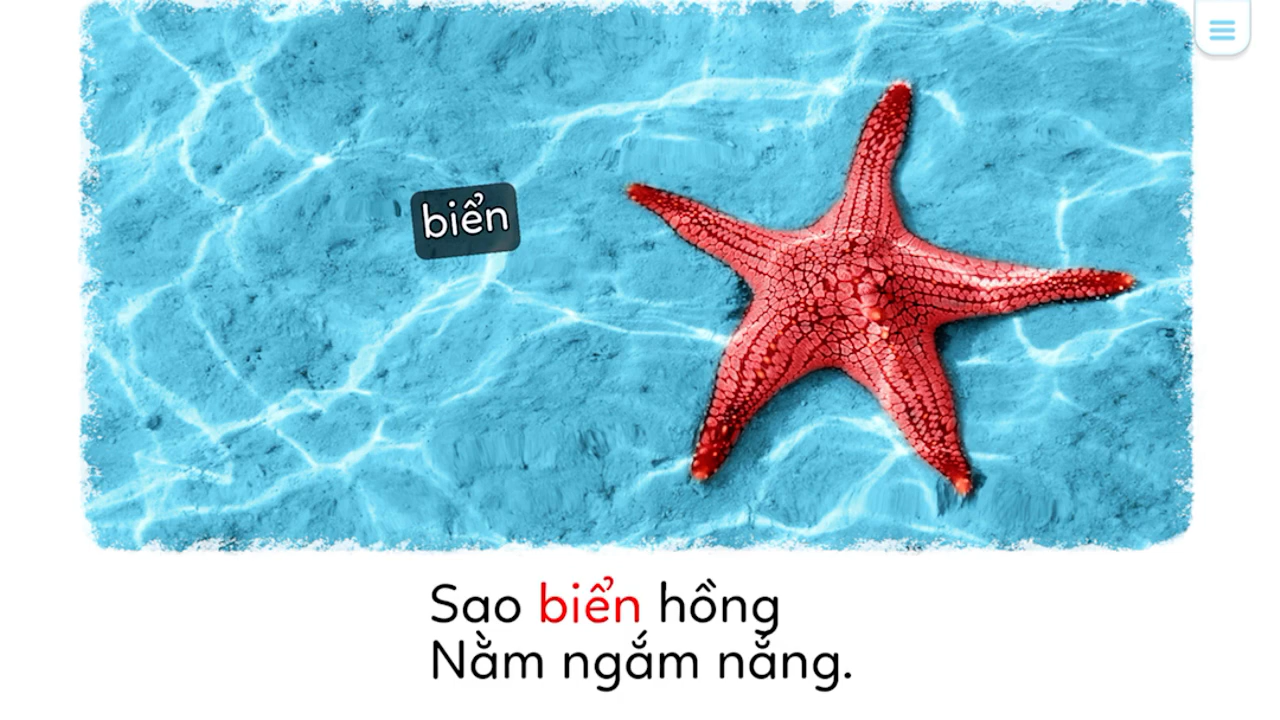 biển
Sao biển hồng
Nằm ngắm nắng.